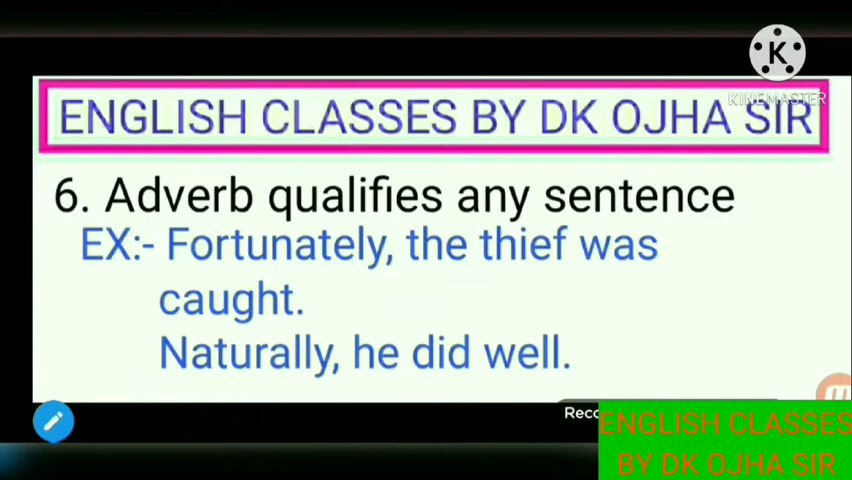 K
KINEMASTER
ENGLISH CLASSES BY DK OJHA SIR
6. Adverb qualifies any sentence
EX:- Fortunately, the thief was
caught.
Naturally, he did well.
ENGLISH CLASSES
BY DK OJHA SIR